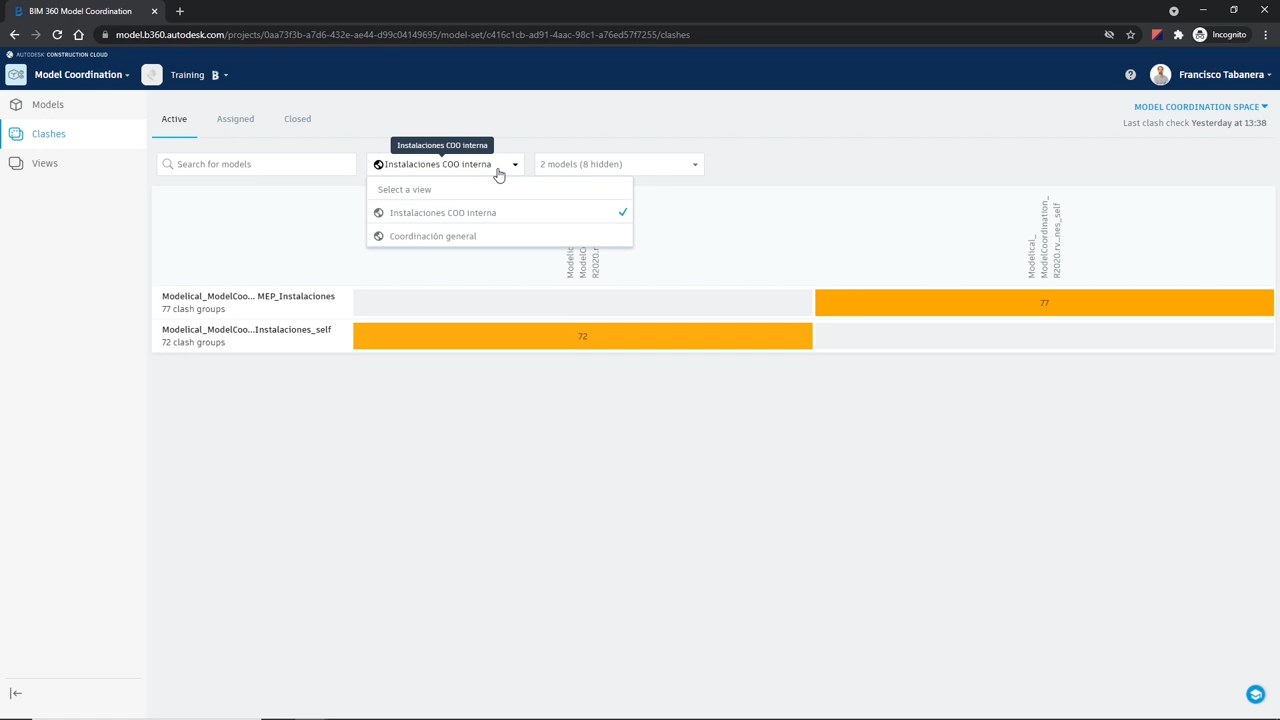 BIM 360 Model Coordination
model.b360.autodesk.com/projects/0aa73f3b-a7d6-432e-ae44-d99c04149695/model-set/c416c1cb-ad91-4aac-98c1-a76ed57f7255/clashes
Incognito
AUTODESK CONSTRUCTION CLOUD
Model Coordination
Training
B
Francisco Tabanera
Models
Clashes
Views
Active
Assigned
Closed
MODEL COORDINATION SPACE
Last clash check Yesterday at 13:38
Instalaciones COO interna
Search for models
Instalaciones COO interna
2 models (8 hidden)
Select a view
Instalaciones COO interna
Coordinación general
R2020.rv
Modelical_
ModelCoordination_
R2020.rv...nes_self
Modelical_ModelCoo... MEP_Instalaciones
77 clash groups
77
Modelical_ModelCoo...Instalaciones_self
72 clash groups
72